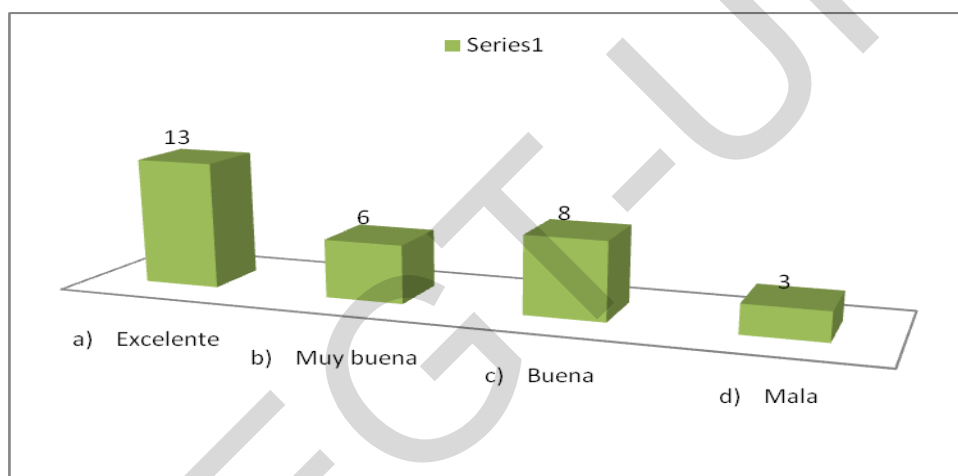 Series1
13
6
8
3
a) Excelente
b) Muy buena
c) Buena
d) Mala